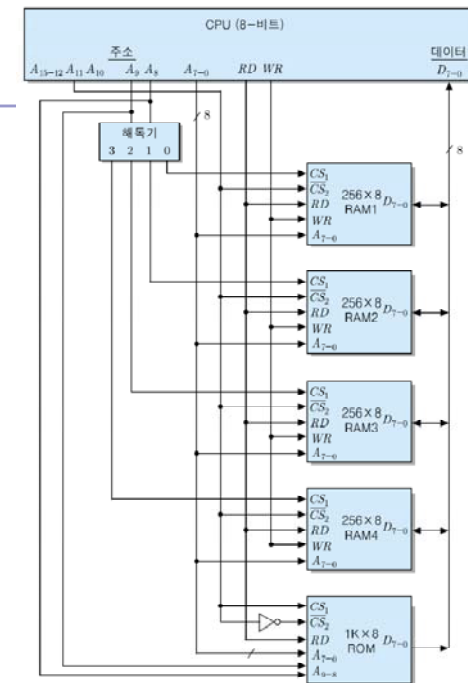 CPU (8-비트)
주소 데이터
A15-12 A11 A10 A9 A8 A7-0 RD WR D7-0
8
해독기
8
3 2 1 0
CS1
CS2
RD
WR
A7-0
256×8
RAM1
D7-0
CS1
CS2
RD
WR
A7-0
256×8
RAM2
D7-0
CS1
CS2
RD
WR
A7-0
256×8
RAM3
D7-0
CS1
CS2
RD
WR
A7-0
256×8
RAM4
D7-0
CS1
CS2
RD
A7-0
A9-8
1K×8
ROM
D7-0